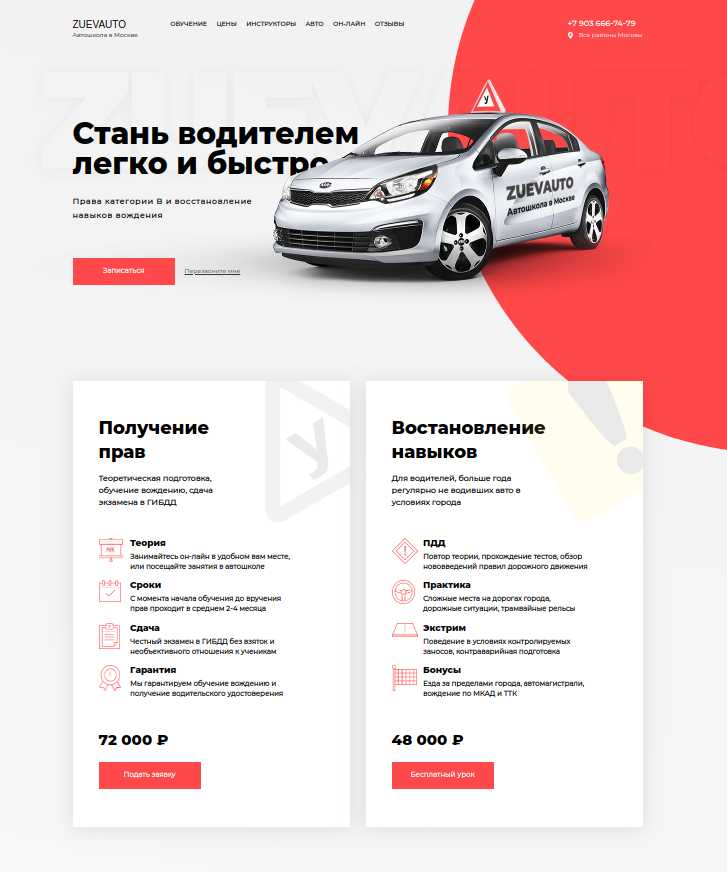 ZUEVAUTO
Автошкола в Москве
ОБУЧЕНИЕ ЦЕНЫ ИНСТРУКТОРЫ АВТО ОН-ЛАЙН ОТЗЫВЫ
+7 903 666-74-79
Все районы Москвы
ZUEVAUTO
Стань водителем
легко и быстро
У
ZUEVAUTO
Автошкола в Москве
KIA
Права категории B и восстановление
навыков вождения
Записаться
Перезвоните мне
У
Получение
прав
Теоретическая подготовка,
обучение вождению, сдача
экзамена в ГИБДД
Теория
Занимайтесь он-лайн в удобном вам месте,
или посещайте занятия в автошколе
Сроки
С момента начала обучения до вручения
прав проходит в среднем 2-4 месяца
Сдача
Честный экзамен в ГИБДД без взяток и
необъективного отношения к ученикам
Гарантия
Мы гарантируем обучение вождению и
получение водительского удостоверения
72 000 ₽
Подать заявку
!
Востановление
навыков
Для водителей, больше года
регулярно не водивших авто в
условиях города
ПДД
Повтор теории, прохождение тестов, обзор
нововведений правил дорожного движения
Практика
Сложные места на дорогах города,
дорожные ситуации, трамвайные рельсы
Экстрим
Поведение в условиях контролируемых
заносов, контраварийная подготовка
Бонусы
Езда за пределами города, автомагистрали,
вождение по МКАД и ТТК
48 000 ₽
Бесплатный урок